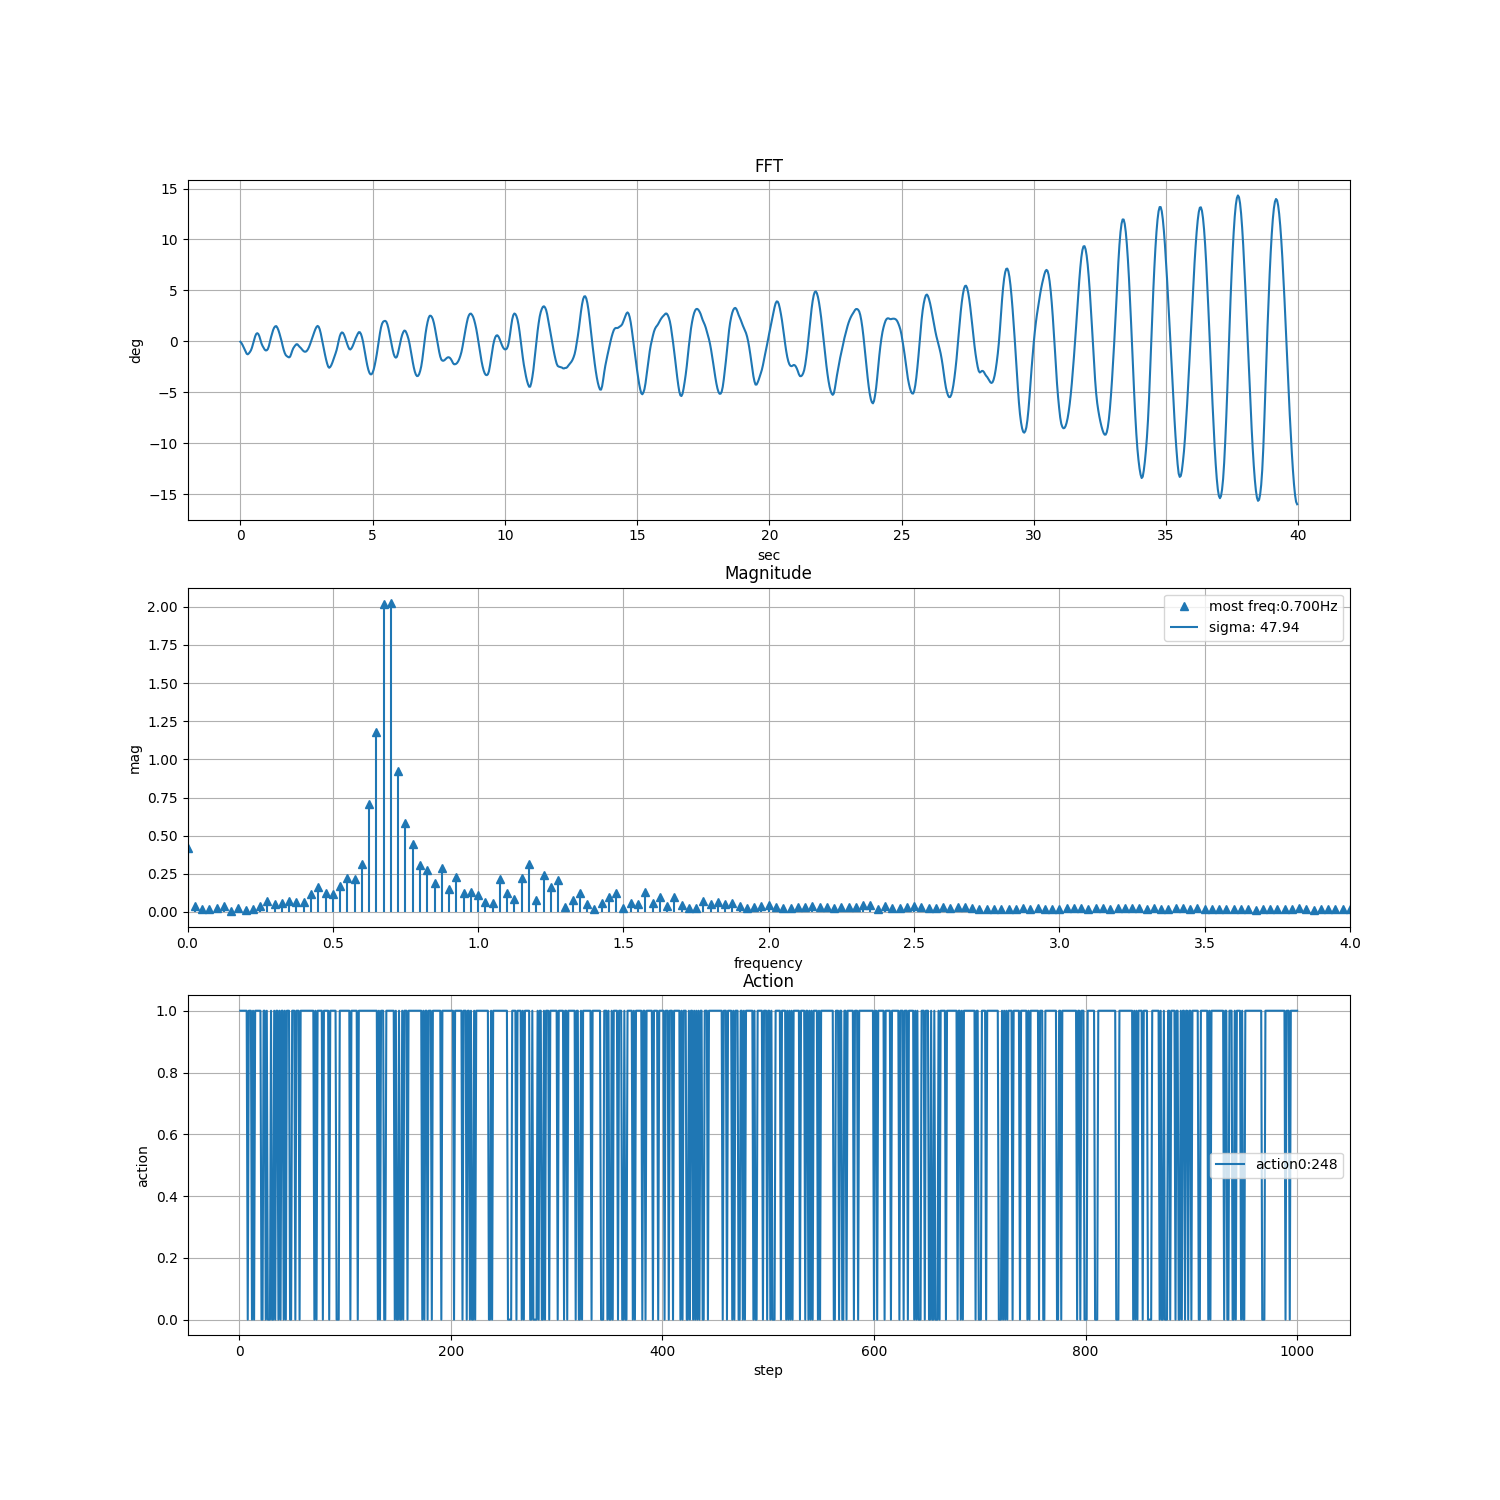 FFT
15
10
5
0
−5
−10
−15
deg
0 5 10 15 20 25 30 35 40
sec
Magnitude
2.00
1.75
1.50
1.25
1.00
0.75
0.50
0.25
0.00
mag
most freq:0.700Hz
sigma: 47.94
0.0 0.5 1.0 1.5 2.0 2.5 3.0 3.5 4.0
frequency
Action
1.0
0.8
0.6
0.4
0.2
0.0
action
action0:248
0 200 400 600 800 1000
step